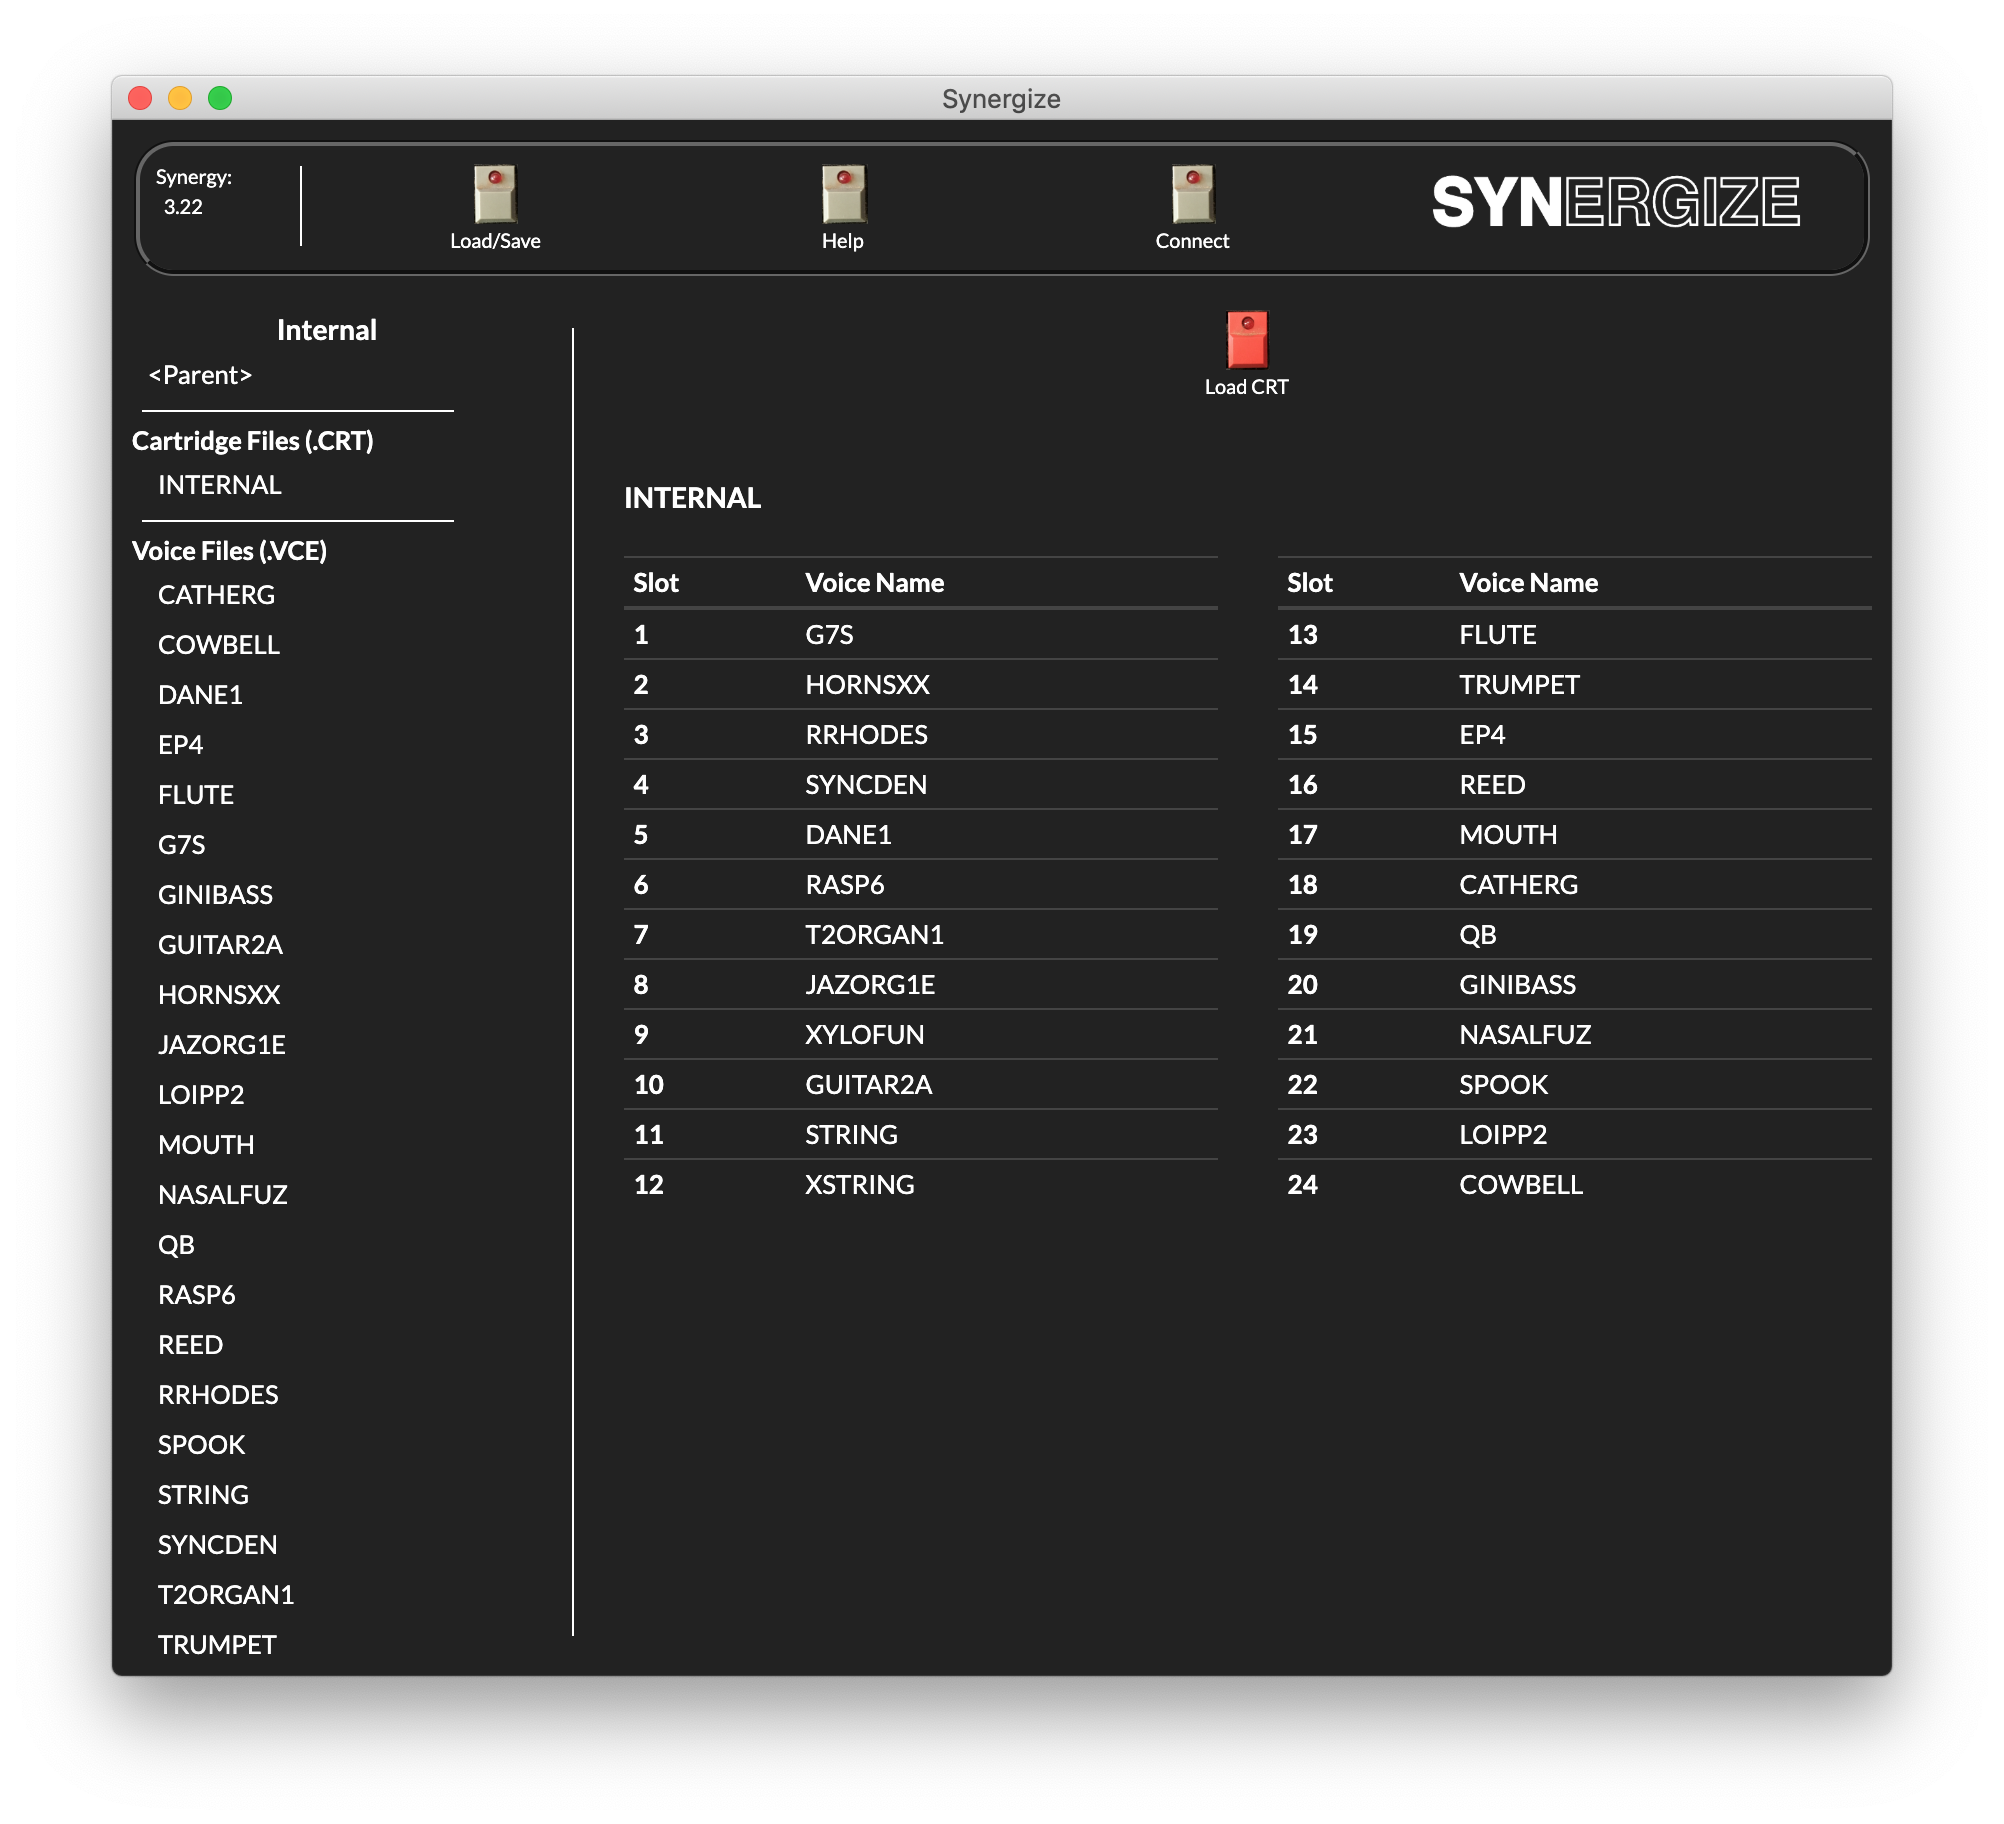 Synergize
Synergy:
3.22
Load/Save
Help
Connect
SYNERGIZE
Internal
<Parent>
Cartridge Files (.CRT)
INTERNAL
Voice Files (.VCE)
CATHERG
COWBELL
DANE1
EP4
FLUTE
G7S
GINIBASS
GUITAR2A
HORNSXX
JAZORG1E
LOIPP2
MOUTH
NASALFUZ
QB
RASP6
REED
RRHODES
SPOOK
STRING
SYNCDEN
T2ORGAN1
TRUMPET
Load CRT
INTERNAL
Slot Voice Name
1 G7S
2 HORNSXX
3 RRHODES
4 SYNCDEN
5 DANE1
6 RASP6
7 T2ORGAN1
8 JAZORG1E
9 XYLOFUN
10 GUITAR2A
11 STRING
12 XSTRING
Slot Voice Name
13 FLUTE
14 TRUMPET
15 EP4
16 REED
17 MOUTH
18 CATHERG
19 QB
20 GINIBASS
21 NASALFUZ
22 SPOOK
23 LOIPP2
24 COWBELL